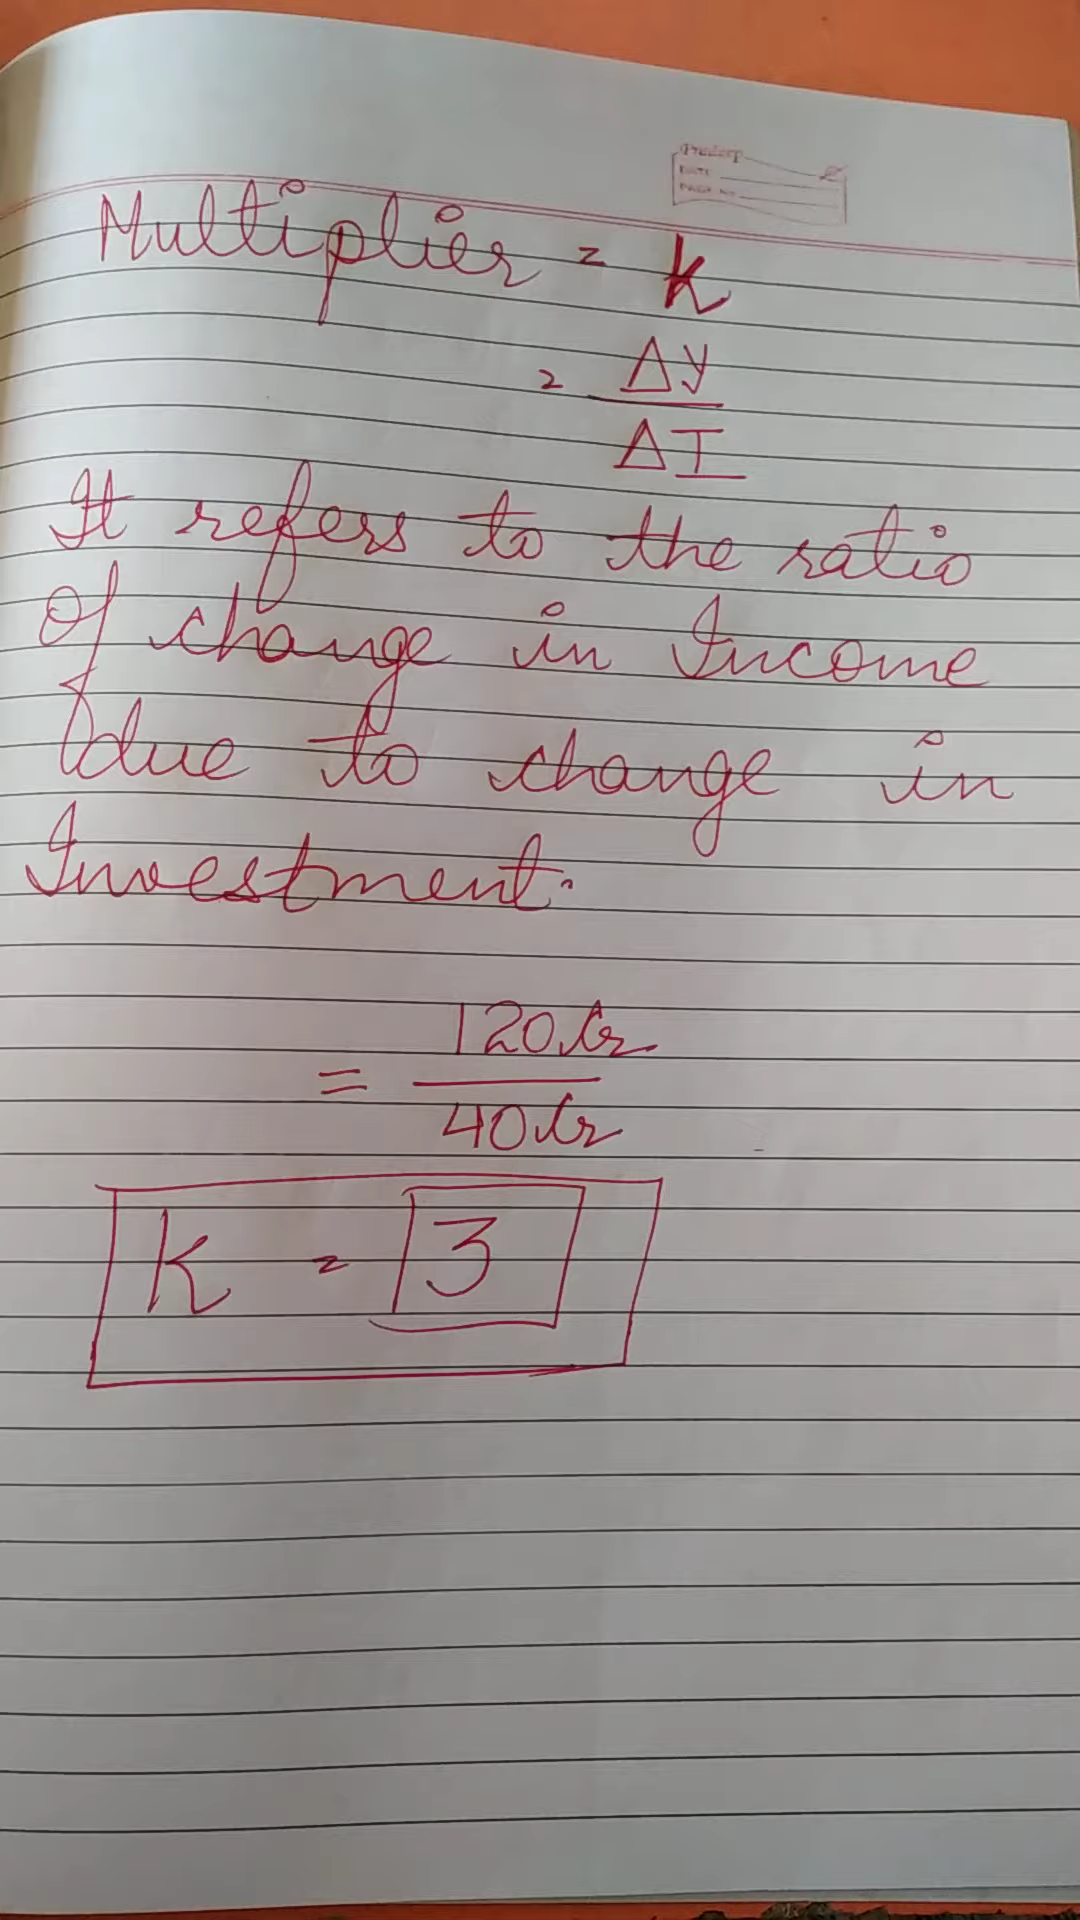 Multiplier = K
= ΔY
ΔI
It refers to the ratio
of change in Income
due to change in
Investment.
= 120 Cr
40 Cr
K = 3